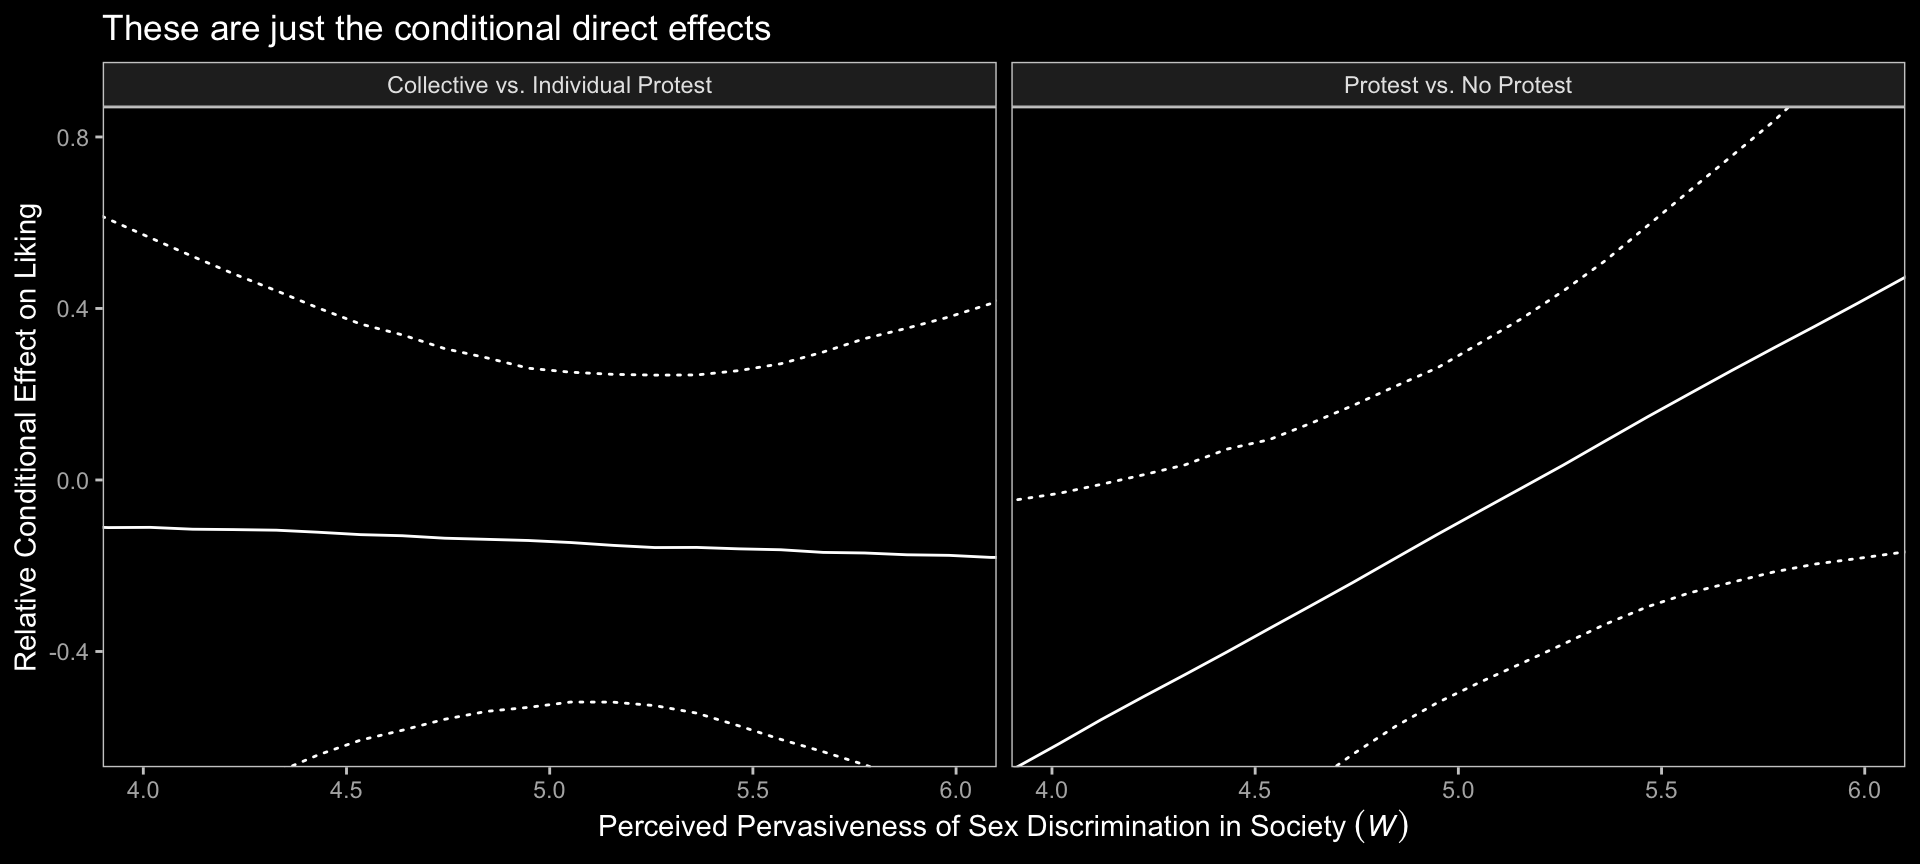 These are just the conditional direct effects
Collective vs. Individual Protest
Protest vs. No Protest
Relative Conditional Effect on Liking
0.8
0.4
0.0
-0.4
4.0 4.5 5.0 5.5 6.0
4.0 4.5 5.0 5.5 6.0
Perceived Pervasiveness of Sex Discrimination in Society (W)